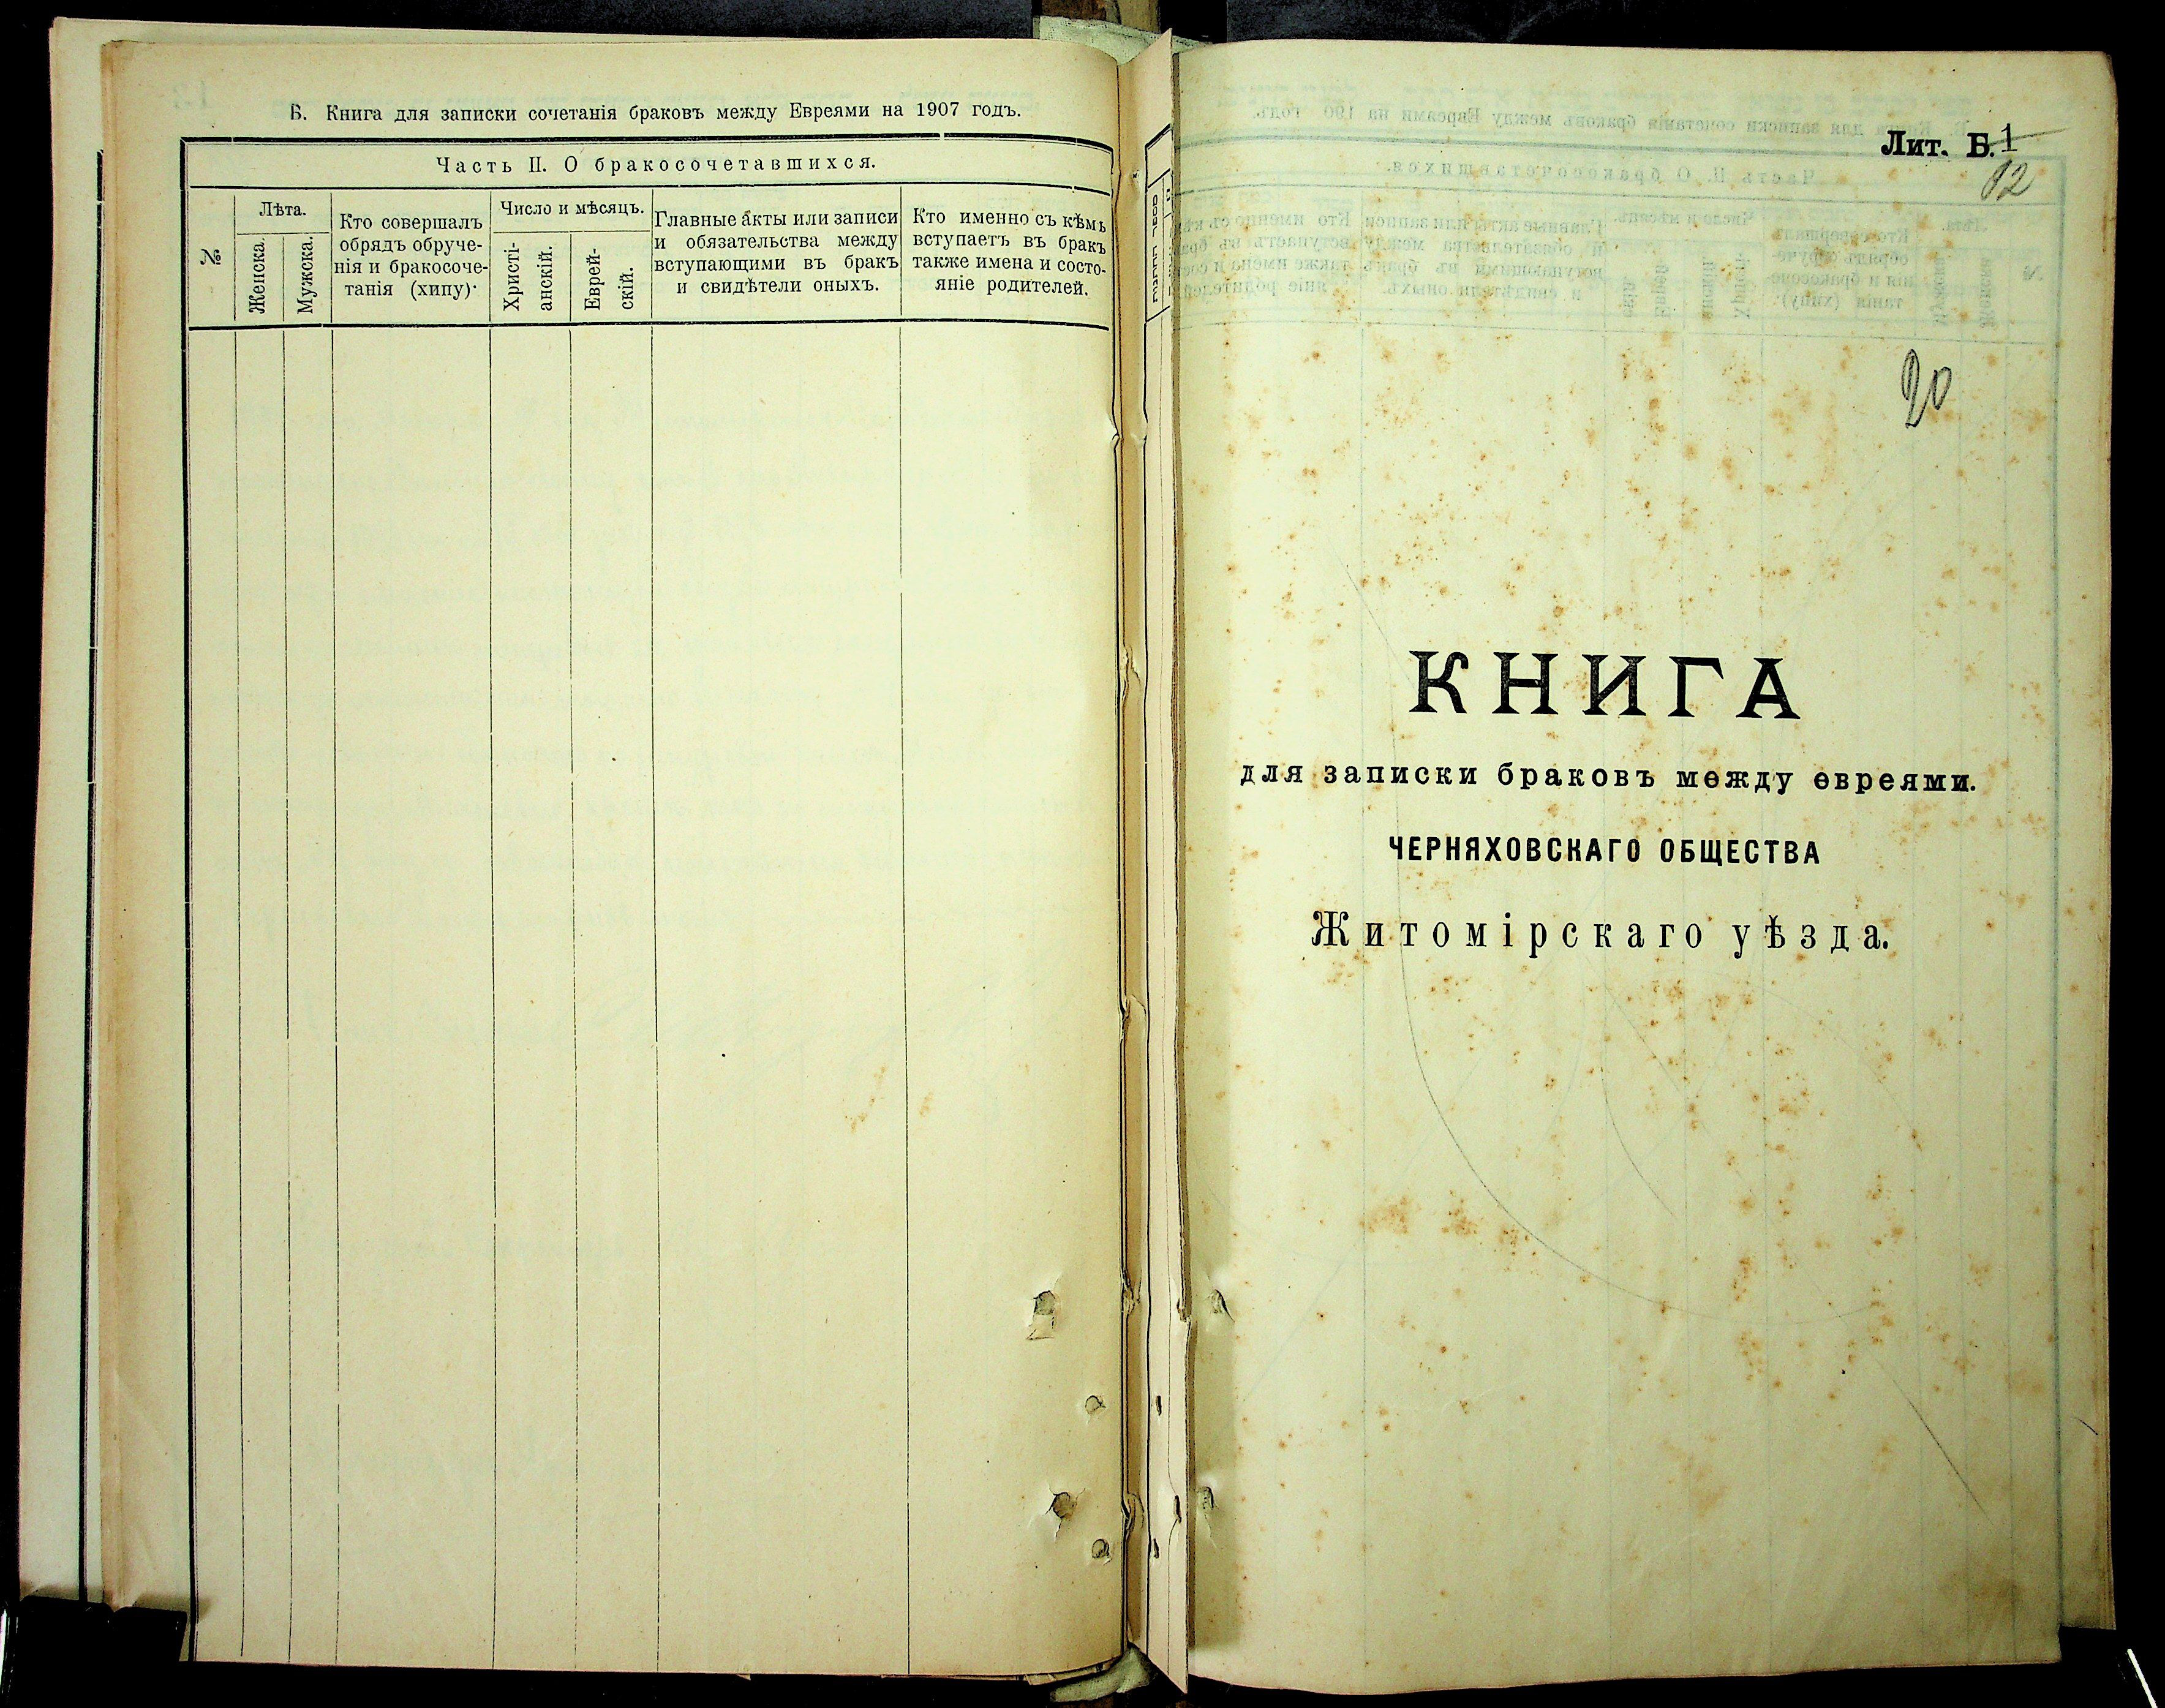 Б. Книга для записки сочетанія браковъ между Евреями на 1907 годъ.
Часть II. О бракосочетавшихся.
№
Лѣта.
Женска.
Мужска.
Кто совершалъ
обрядъ обруче-
нія и бракосоче-
танія (хипу).
Число и мѣсяцъ.
Христі-
анскій.
Еврей-
скій.
Главные акты или записи
и обязательства между
вступающими въ бракъ
и свидѣтели оныхъ.
Кто именно съ кѣмъ
вступаетъ въ бракъ
также имена и состо-
яніе родителей.
Лит. Б. 1
12
20
КНИГА
для записки браковъ между евреями.
ЧЕРНЯХОВСКАГО ОБЩЕСТВА
Житомірскаго уѣзда.